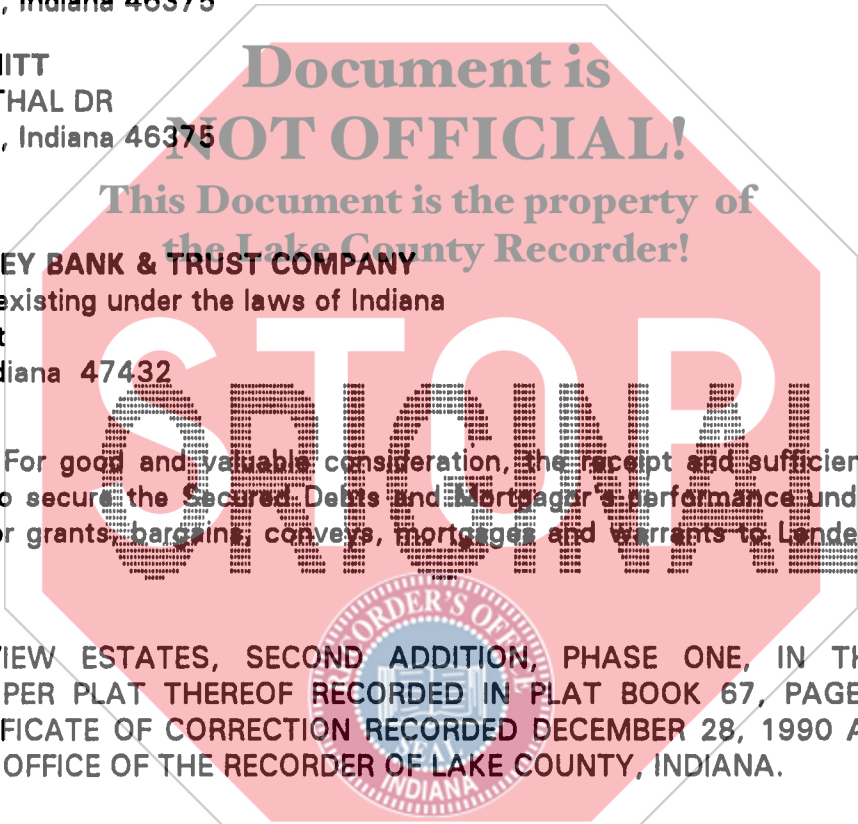 , Indiana 46375
Document is
IITT
THAL DR
NOT OFFICIAL!
, Indiana 46375
This Document is the property of
the Lake County Recorder!
EY BANK & TRUST COMPANY
existing under the laws of Indiana
t
diana 47432
STOP
ORIGINAL
For good and valuable consideration, the receipt and sufficien
o secure the Secured Debts and Mortgagor's performance und
or grants, bargains, conveys, mortgages and warrants to Lende
RECORDER'S OFFICE
VIEW ESTATES, SECOND ADDITION, PHASE ONE, IN TH
PER PLAT THEREOF RECORDED IN PLAT BOOK 67, PAGE
FICATE OF CORRECTION RECORDED DECEMBER 28, 1990 A
SEAL
OFFICE OF THE RECORDER OF LAKE COUNTY, INDIANA.
INDIANA